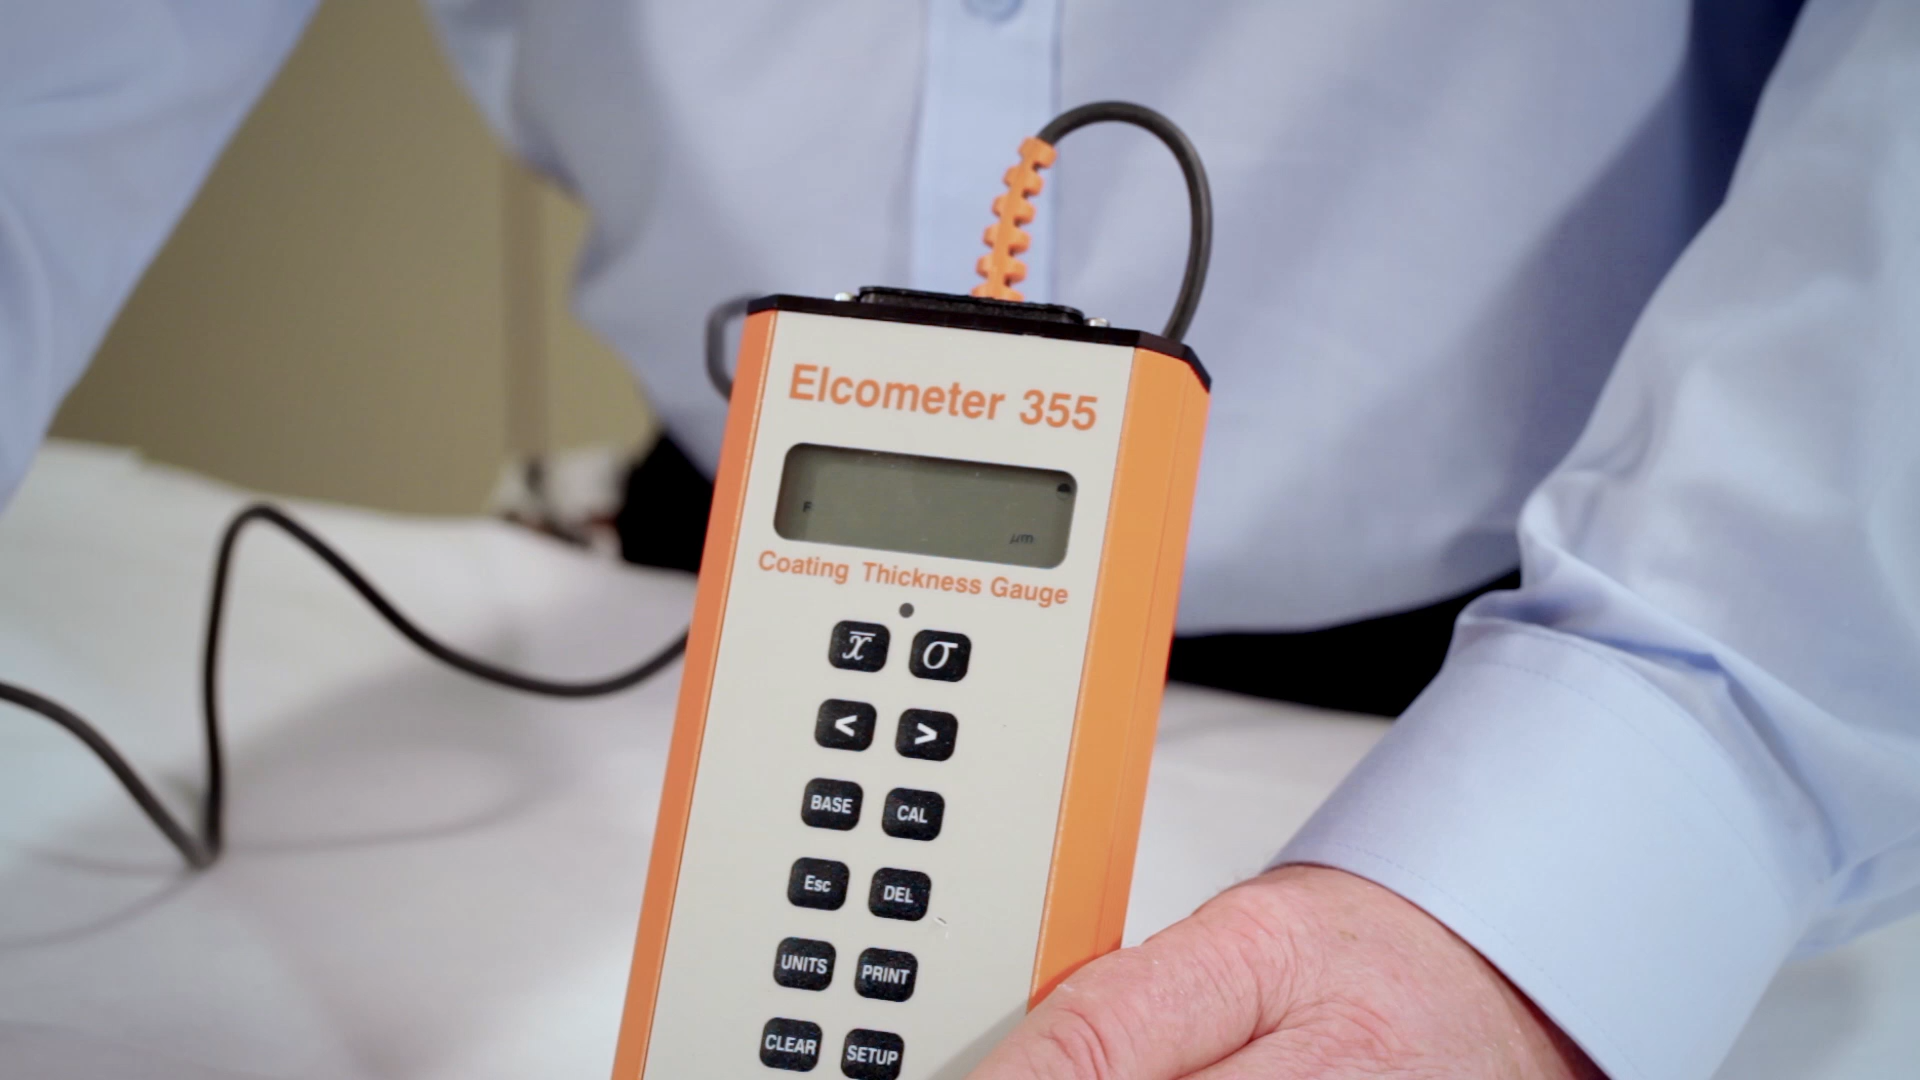 Elcometer 355
F
µm
Coating Thickness Gauge
x̅ σ
< >
BASE CAL
Esc DEL
UNITS PRINT
CLEAR SETUP